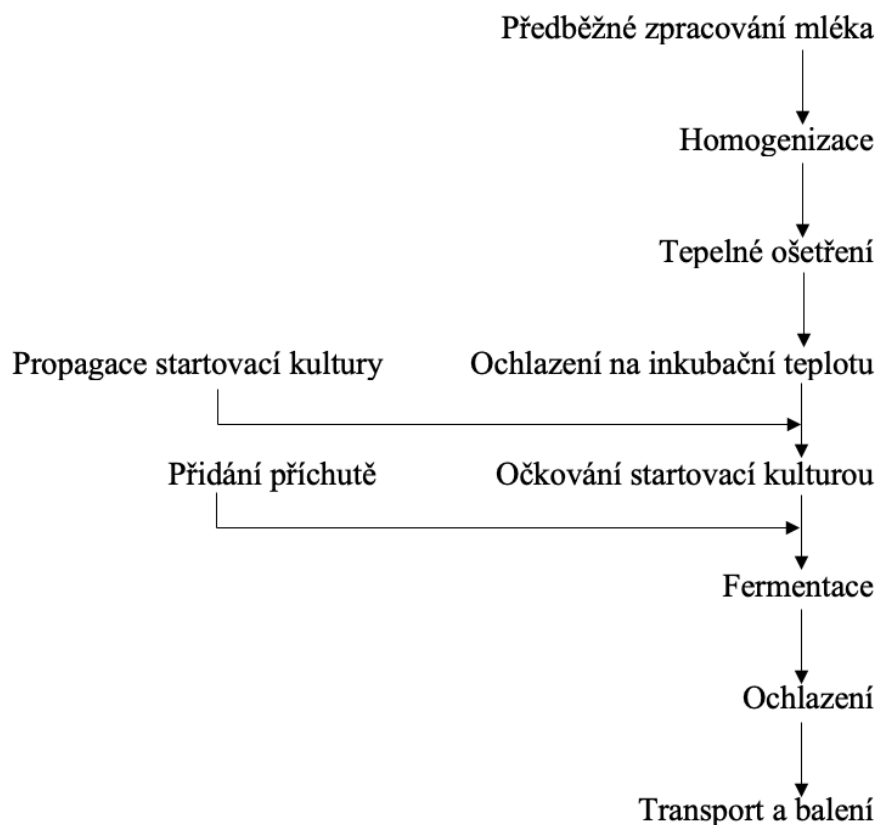 Předběžné zpracování mléka
Homogenizace
Tepelné ošetření
Propagace startovací kultury
Ochlazení na inkubační teplotu
Přidání příchutě
Očkování startovací kulturou
Fermentace
Ochlazení
Transport a balení